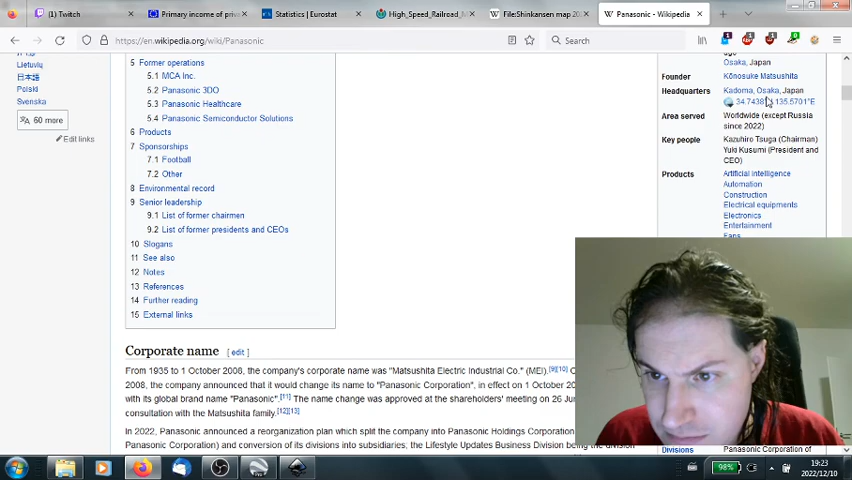 (1) Twitch
Primary income of priv
Statistics | Eurostat
High_Speed_Railroad_M
File:Shinkansen map 20
Panasonic - Wikipedia
https://en.wikipedia.org/wiki/Panasonic
Search
Lietuvių
日本語
Polski
Svenska
60 more
Edit links
5 Former operations
5.1 MCA Inc.
5.2 Panasonic 3DO
5.3 Panasonic Healthcare
5.4 Panasonic Semiconductor Solutions
6 Products
7 Sponsorships
7.1 Football
7.2 Other
8 Environmental record
9 Senior leadership
9.1 List of former chairmen
9.2 List of former presidents and CEOs
10 Slogans
11 See also
12 Notes
13 References
14 Further reading
15 External links
Corporate name [ edit ]
From 1935 to 1 October 2008, the company's corporate name was "Matsushita Electric Industrial Co." (MEI).[9][10]
2008, the company announced that it would change its name to "Panasonic Corporation", in effect on 1 October
with its global brand name "Panasonic".[11] The name change was approved at the shareholders' meeting on 26
consultation with the Matsushita family.[12][13]
In 2022, Panasonic announced a reorganization plan which split the company into Panasonic Holdings
Panasonic Corporation) and conversion of its divisions into subsidiaries; the Lifestyle Updates Business Division being the
Osaka, Japan
Founder Kōnosuke Matsushita
Headquarters Kadoma, Osaka, Japan
135.5701°E
Area served Worldwide (except Russia
since 2022)
Key people Kazuhiro Tsuga (Chairman)
Yuki Kusumi (President and
CEO)
Products Artificial intelligence
Automation
Construction
Electrical equipments
Electronics
Entertainment
Fans
Divisions Panasonic Corporation of
98%
19:23
2022/12/10